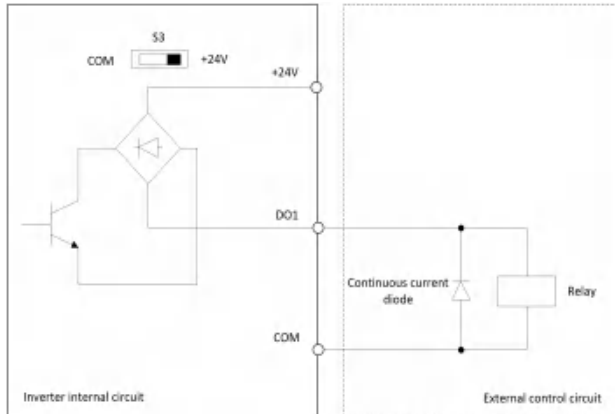 S3
COM
+24V
+24V
DO1
Continuous current
diode
Relay
COM
Inverter internal circuit
External control circuit